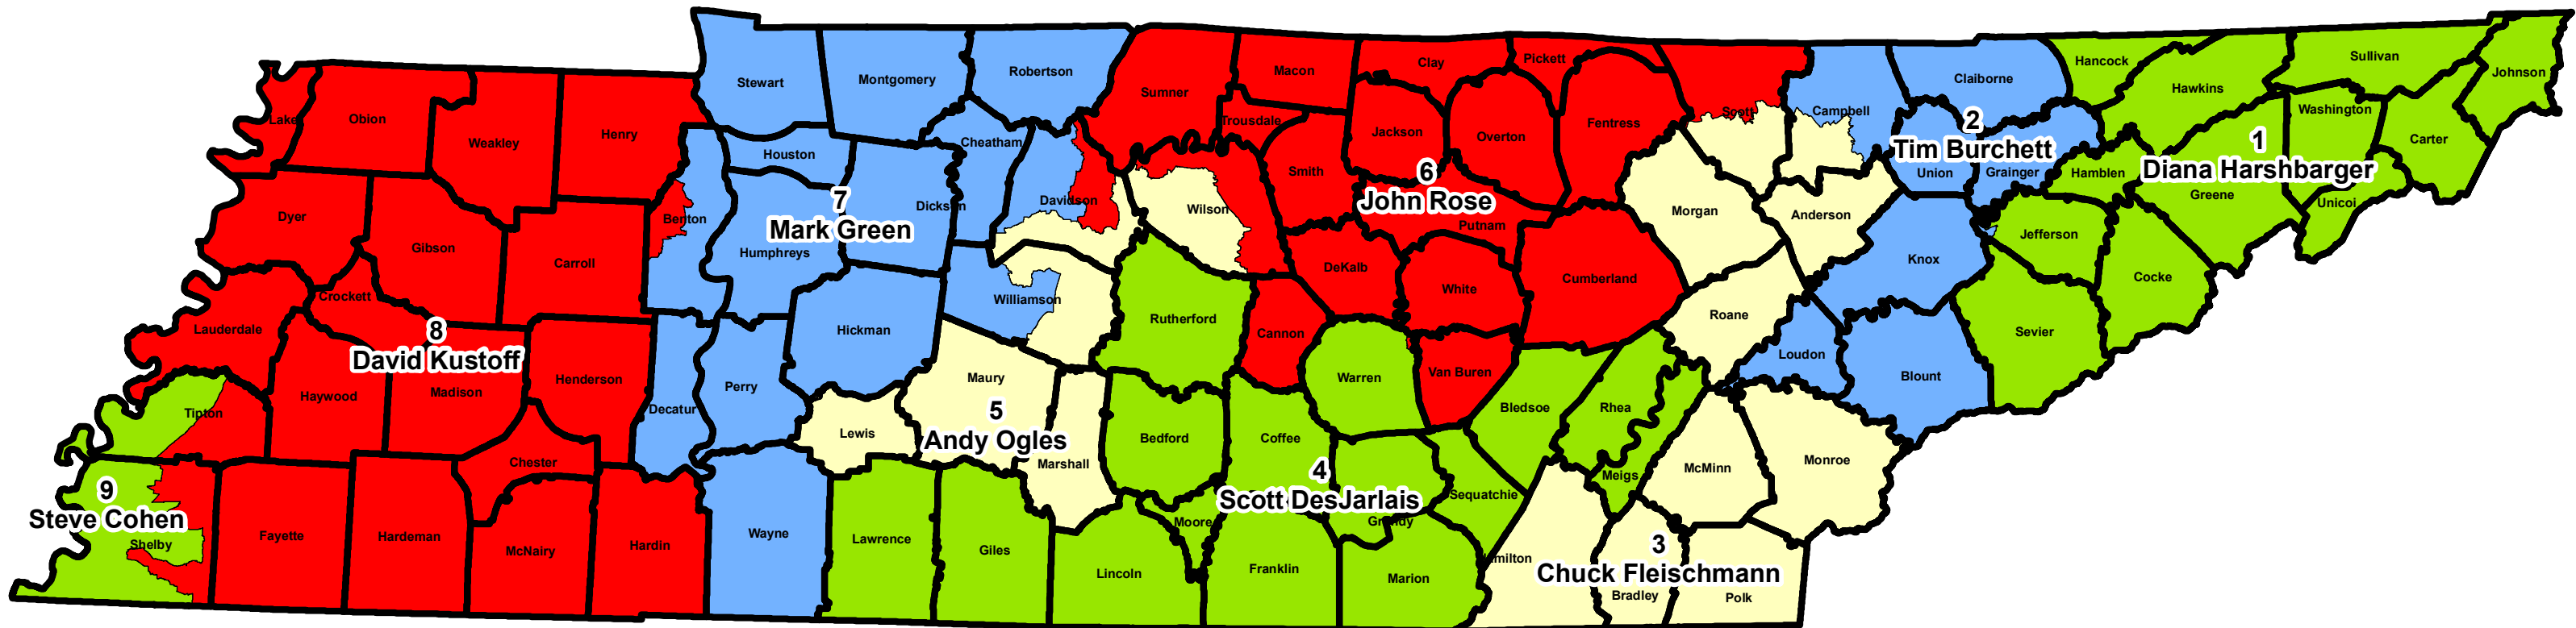 Stewart
Montgomery
Robertson
Sumner
Macon
Clay
Pickett
Scott
Campbell
Claiborne
Hancock
Hawkins
Sullivan
Johnson
Lake
Obion
Weakley
Henry
Houston
Cheatham
Trousdale
Jackson
Overton
Fentress
2
Tim Burchett
Union
Grainger
Hamblen
1
Diana Harshbarger
Washington
Carter
Greene
Unicoi
Dyer
Gibson
Carroll
Benton
7
Mark Green
Humphreys
Dickson
Davidson
Wilson
Smith
6
John Rose
Putnam
Morgan
Anderson
Knox
Jefferson
Cocke
Sevier
Lauderdale
Crockett
8
David Kustoff
Madison
Haywood
Henderson
Decatur
Perry
Hickman
Williamson
Rutherford
Cannon
DeKalb
White
Cumberland
Roane
Loudon
Blount
Tipton
Chester
Lewis
Maury
5
Andy Ogles
Marshall
Bedford
Coffee
Warren
Van Buren
Bledsoe
Rhea
Meigs
McMinn
Monroe
9
Steve Cohen
Shelby
Fayette
Hardeman
McNairy
Hardin
Wayne
Lawrence
Giles
Lincoln
Moore
4
Scott DesJarlais
Grundy
Sequatchie
Franklin
Marion
milton
3
Chuck Fleischmann
Bradley
Polk